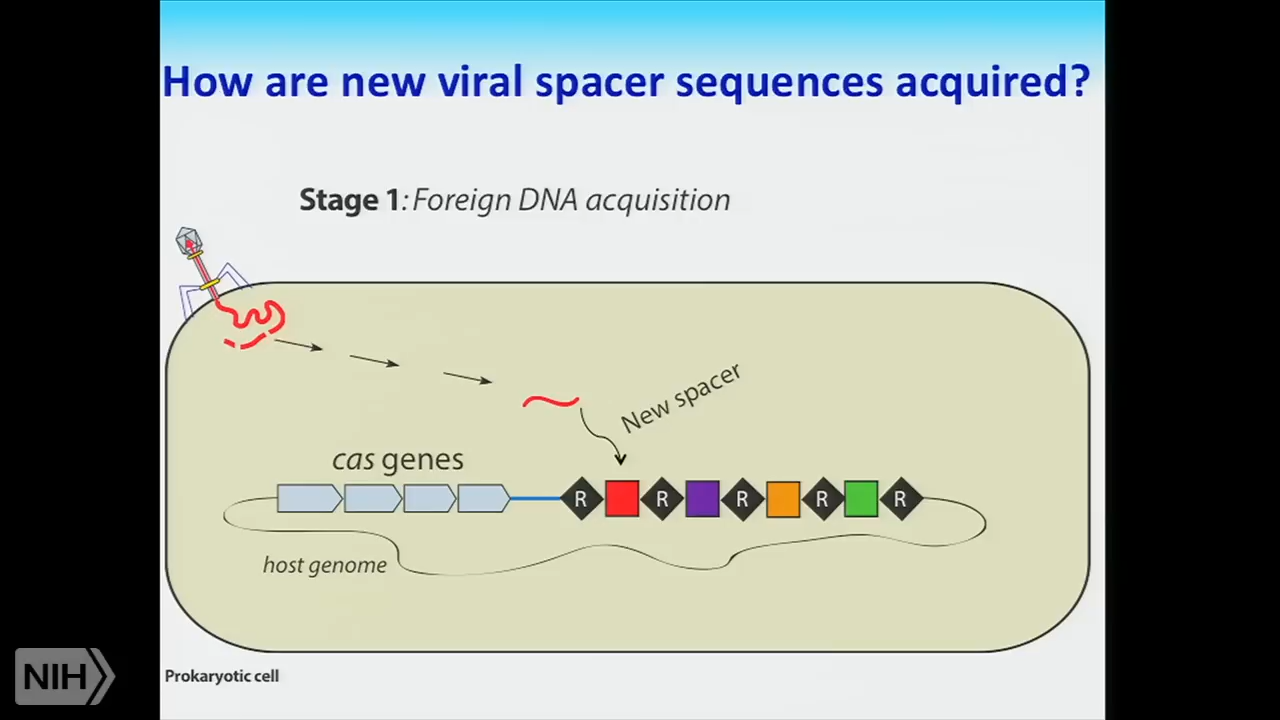 How are new viral spacer sequences acquired?
Stage 1: Foreign DNA acquisition
New spacer
cas genes
R R R R R
host genome
NIH
Prokaryotic cell